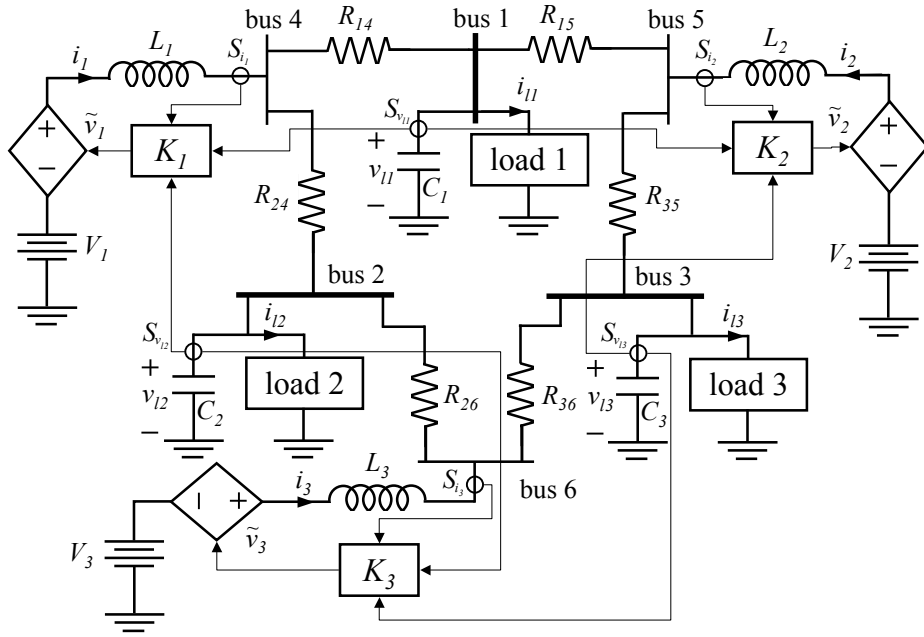 bus 4
R14
bus 1
R15
bus 5
i1
L1
Si1
Si2
L2
i2
+
−
ṽ1
K1
Svl1
il1
+
vl1
−
C1
load 1
K2
ṽ2
+
−
V1
R24
R35
V2
bus 2
bus 3
Svl2
il2
+
vl2
−
C2
load 2
R26
R36
Svl3
il3
+
vl3
−
C3
load 3
L3
i3
Si3
bus 6
−
+
ṽ3
V3
K3